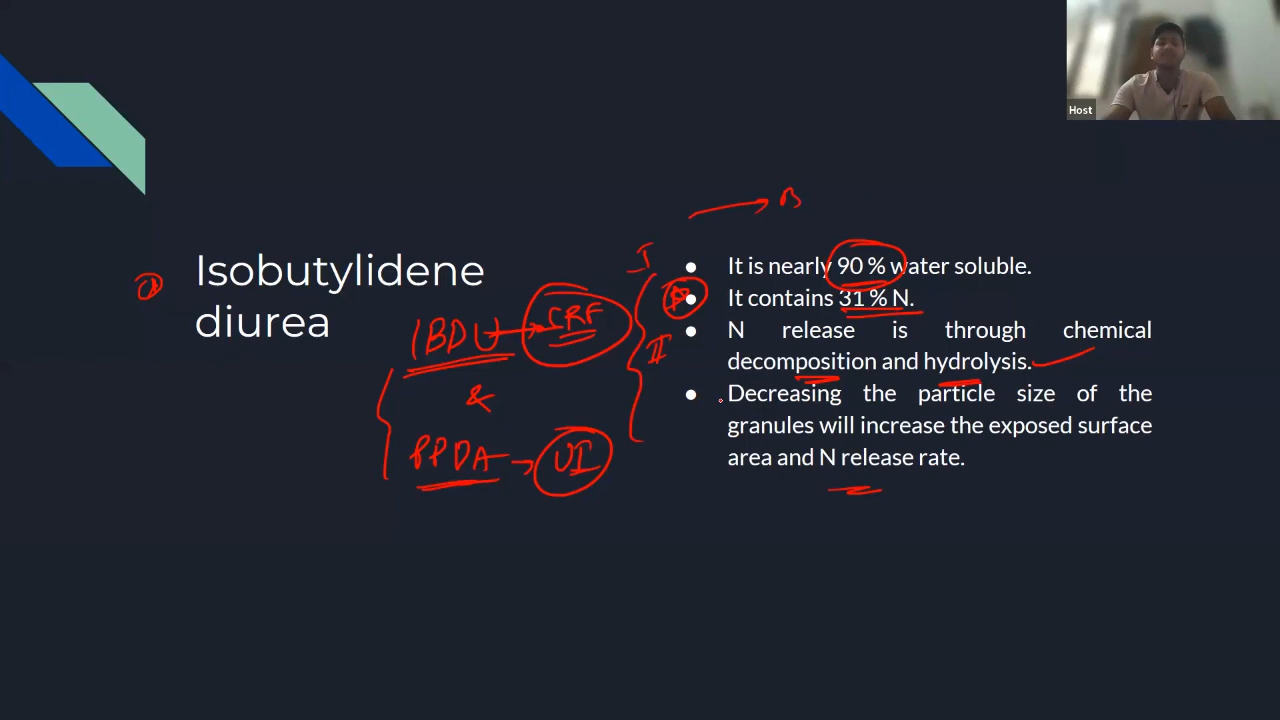 Host
Isobutylidene
diurea
It is nearly 90 % water soluble.
It contains 31 % N.
N release is through chemical
decomposition and hydrolysis.
Decreasing the particle size of the
granules will increase the exposed surface
area and N release rate.
IBDU → CRF
&
PPDA → UI
I
II
→ B